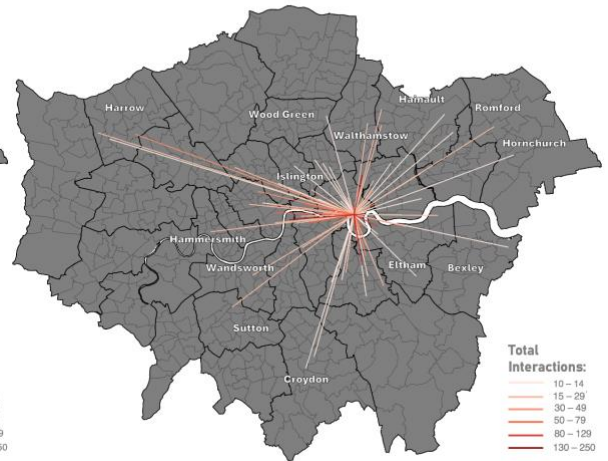 Harrow
Hainault
Romford
Wood Green
Walthamstow
Hornchurch
Islington
Hammersmith
Wandsworth
Eltham
Bexley
Sutton
Croydon
Total
Interactions:
10 – 14
15 – 29
30 – 49
50 – 79
80 – 129
130 – 250